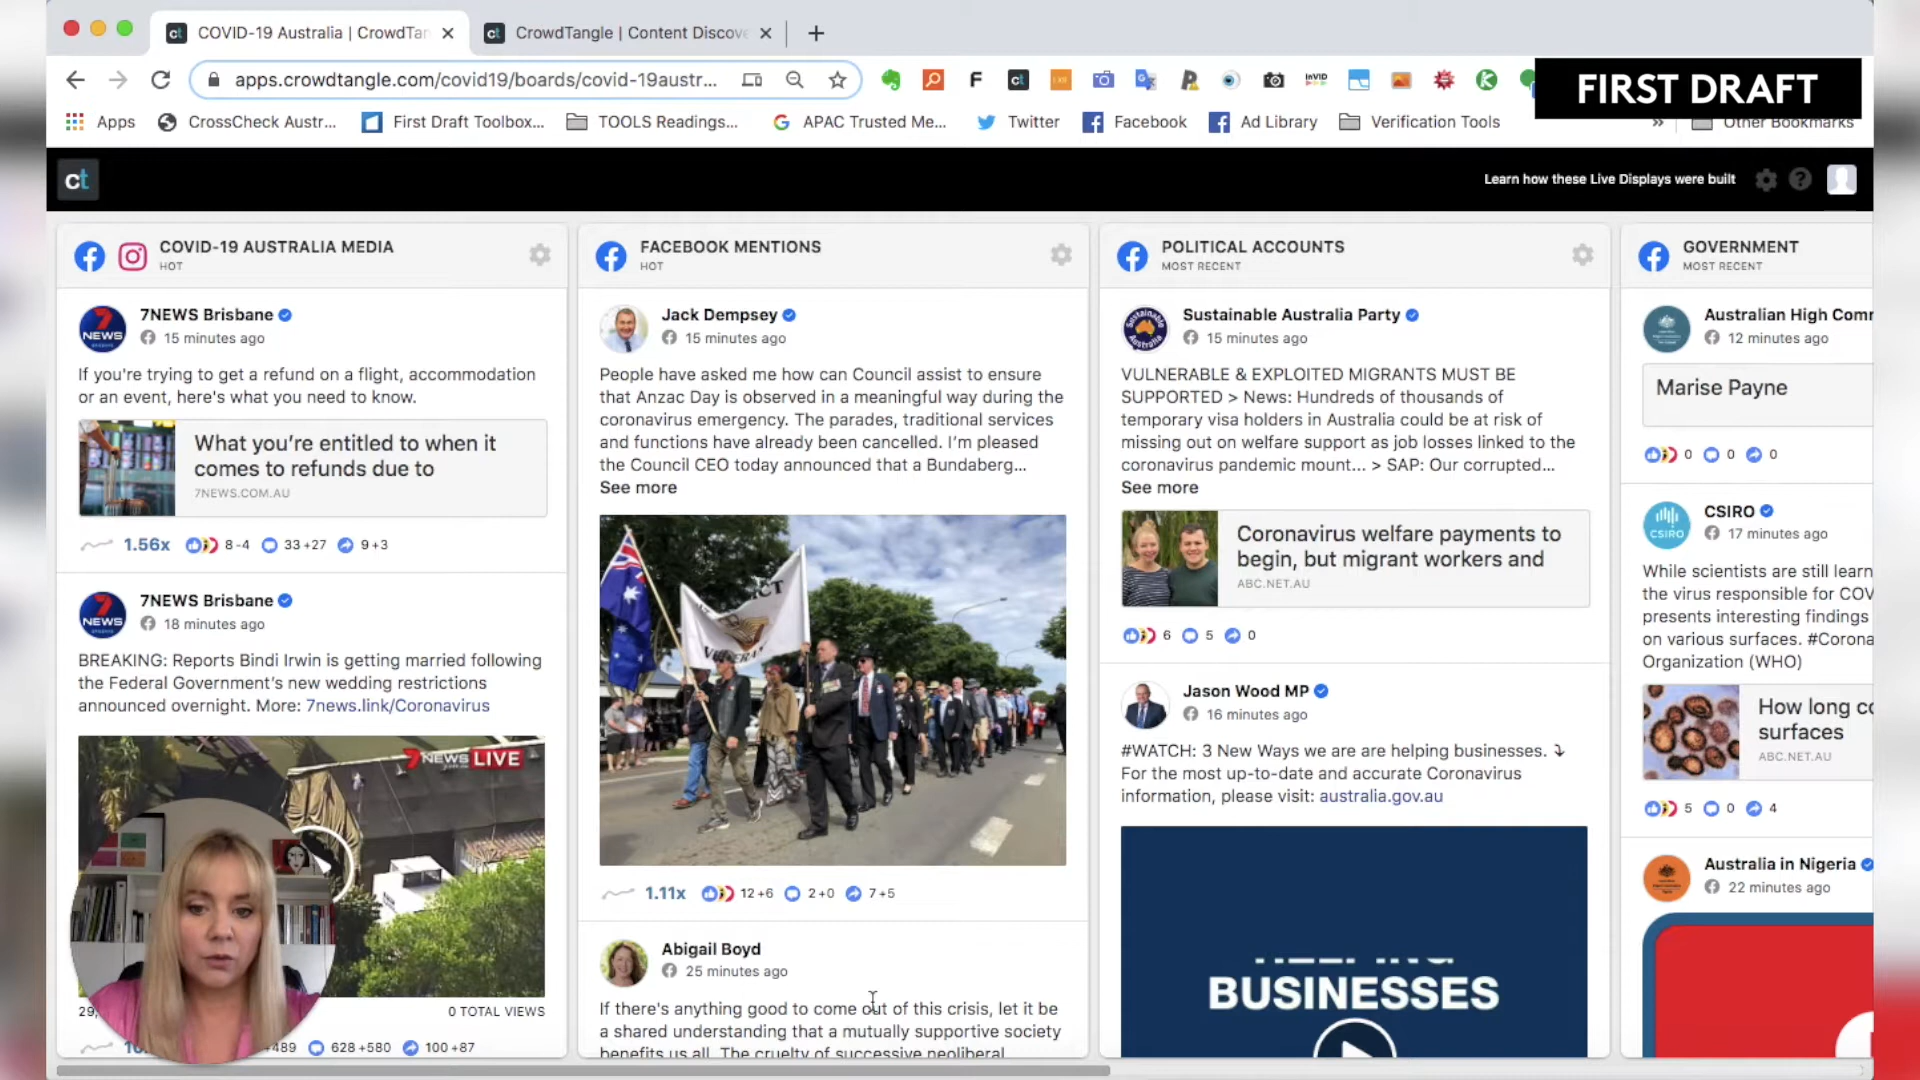 COVID-19 Australia | CrowdTan
CrowdTangle | Content Discove
apps.crowdtangle.com/covid19/boards/covid-19austr...
FIRST DRAFT
Apps
CrossCheck Austr...
First Draft Toolbox...
TOOLS Readings...
APAC Trusted Me...
Twitter
Facebook
Ad Library
Verification Tools
Other Bookmarks
ct
Learn how these Live Displays were built
COVID-19 AUSTRALIA MEDIA
HOT
7NEWS Brisbane
15 minutes ago
If you're trying to get a refund on a flight, accommodation
or an event, here's what you need to know.
What you’re entitled to when it
comes to refunds due to
7NEWS.COM.AU
1.56x 8 -4 33 +27 9 +3
7NEWS Brisbane
18 minutes ago
BREAKING: Reports Bindi Irwin is getting married following
the Federal Government's new wedding restrictions
announced overnight. More: 7news.link/Coronavirus
7NEWS LIVE
29,
0 TOTAL VIEWS
+489 628 +580 100 +87
FACEBOOK MENTIONS
HOT
Jack Dempsey
15 minutes ago
People have asked me how can Council assist to ensure
that Anzac Day is observed in a meaningful way during the
coronavirus emergency. The parades, traditional services
and functions have already been cancelled. I’m pleased
the Council CEO today announced that a Bundaberg...
See more
1.11x 12 +6 2 +0 7 +5
Abigail Boyd
25 minutes ago
If there's anything good to come out of this crisis, let it be
a shared understanding that a mutually supportive society
benefits us all. The cruelty of successive neoliberal
POLITICAL ACCOUNTS
MOST RECENT
Sustainable Australia Party
15 minutes ago
VULNERABLE & EXPLOITED MIGRANTS MUST BE
SUPPORTED > News: Hundreds of thousands of
temporary visa holders in Australia could be at risk of
missing out on welfare support as job losses linked to the
coronavirus pandemic mount... > SAP: Our corrupted...
See more
Coronavirus welfare payments to
begin, but migrant workers and
ABC.NET.AU
6 5 0
Jason Wood MP
16 minutes ago
#WATCH: 3 New Ways we are are helping businesses. ⤵
For the most up-to-date and accurate Coronavirus
information, please visit: australia.gov.au
BUSINESSES
GOVERNMENT
MOST RECENT
Australian High Comm
12 minutes ago
Marise Payne
0 0 0
CSIRO
17 minutes ago
While scientists are still learn
the virus responsible for COV
presents interesting findings
on various surfaces. #Corona
Organization (WHO)
How long co
surfaces
ABC.NET.AU
5 0 4
Australia in Nigeria
22 minutes ago